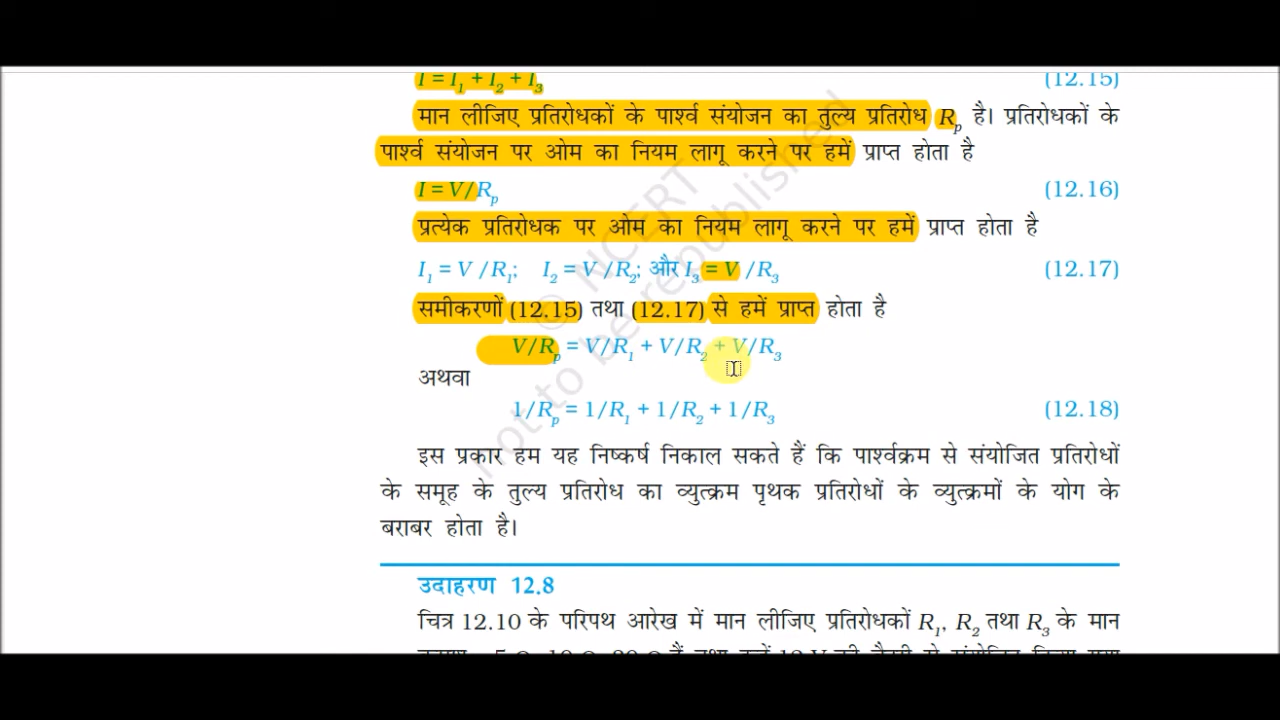 I = I₁ + I₂ + I₃ (12.15)
मान लीजिए प्रतिरोधकों के पार्श्व संयोजन का तुल्य प्रतिरोध Rₚ है। प्रतिरोधकों के
पार्श्व संयोजन पर ओम का नियम लागू करने पर हमें प्राप्त होता है
I = V/Rₚ (12.16)
प्रत्येक प्रतिरोधक पर ओम का नियम लागू करने पर हमें प्राप्त होता है
I₁ = V /R₁; I₂ = V /R₂; और I₃ = V /R₃ (12.17)
समीकरणों (12.15) तथा (12.17) से हमें प्राप्त होता है
V/Rₚ = V/R₁ + V/R₂ + V/R₃
अथवा
1/Rₚ = 1/R₁ + 1/R₂ + 1/R₃ (12.18)
इस प्रकार हम यह निष्कर्ष निकाल सकते हैं कि पार्श्वक्रम से संयोजित प्रतिरोधों
के समूह के तुल्य प्रतिरोध का व्युत्क्रम पृथक प्रतिरोधों के व्युत्क्रमों के योग के
बराबर होता है।
उदाहरण 12.8
चित्र 12.10 के परिपथ आरेख में मान लीजिए प्रतिरोधकों R₁, R₂ तथा R₃ के मान
© NCERT
not to be republished